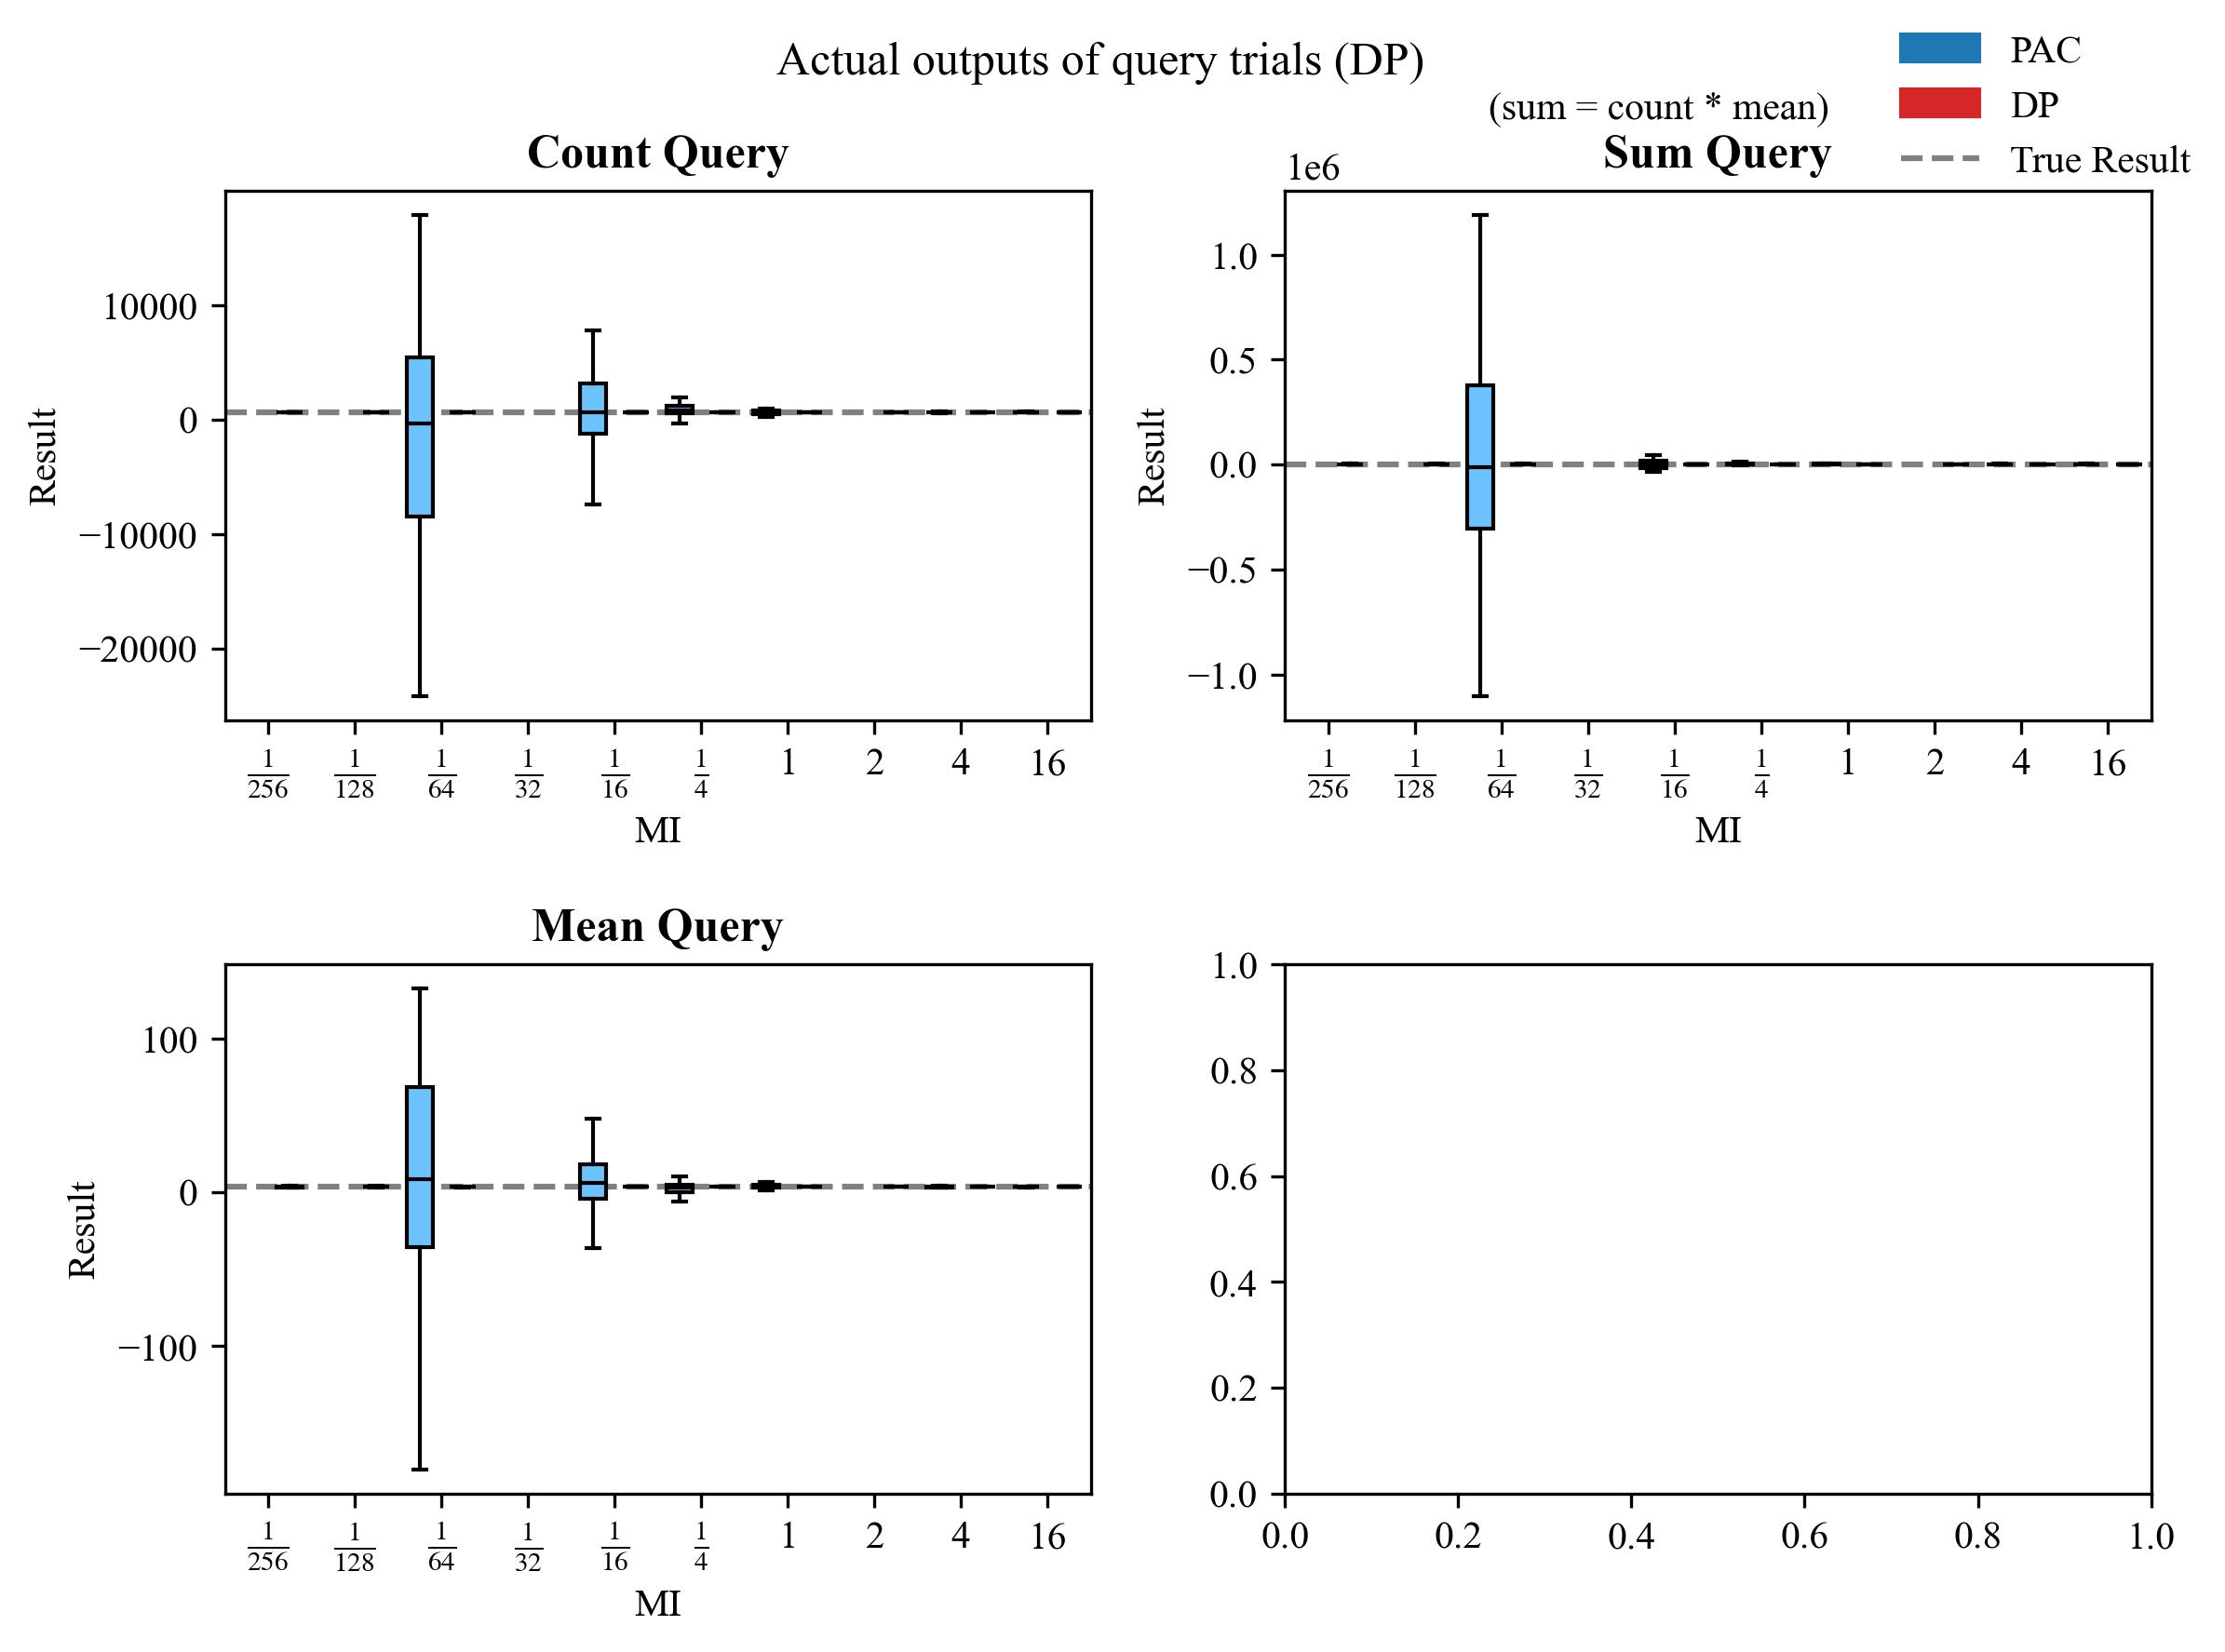 Actual outputs of query trials (DP)
PAC
DP
True Result
(sum = count * mean)
Count Query
10000
0
−10000
−20000
Result
1/256 1/128 1/64 1/32 1/16 1/4 1 2 4 16
MI
Sum Query
1e6
1.0
0.5
0.0
−0.5
−1.0
Result
1/256 1/128 1/64 1/32 1/16 1/4 1 2 4 16
MI
Mean Query
100
0
−100
Result
1/256 1/128 1/64 1/32 1/16 1/4 1 2 4 16
MI
1.0
0.8
0.6
0.4
0.2
0.0
0.0 0.2 0.4 0.6 0.8 1.0